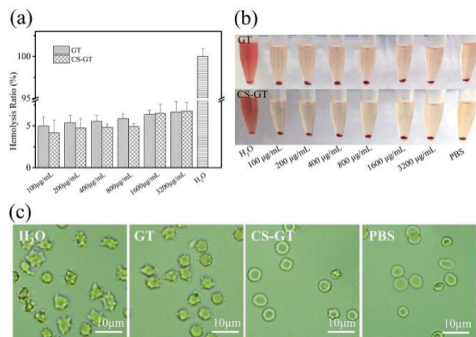 (a)
GT
CS-GT
Hemolysis Ratio (%)
100
95
5
0
100μg/mL
200μg/mL
400μg/mL
800μg/mL
1600μg/mL
3200μg/mL
H₂O
(b)
GT
CS-GT
H₂O
100 μg/mL
200 μg/mL
400 μg/mL
800 μg/mL
1600 μg/mL
3200 μg/mL
PBS
(c)
H₂O
GT
CS-GT
PBS
10μm
10μm
10μm
10μm